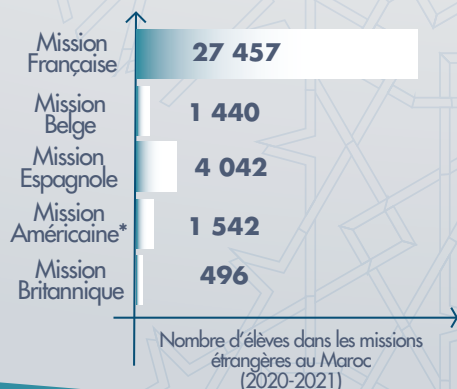 Mission
Française
27 457
Mission
Belge
1 440
Mission
Espagnole
4 042
Mission
Américaine*
1 542
Mission
Britannique
496
Nombre d'élèves dans les missions
étrangères au Maroc
(2020-2021)